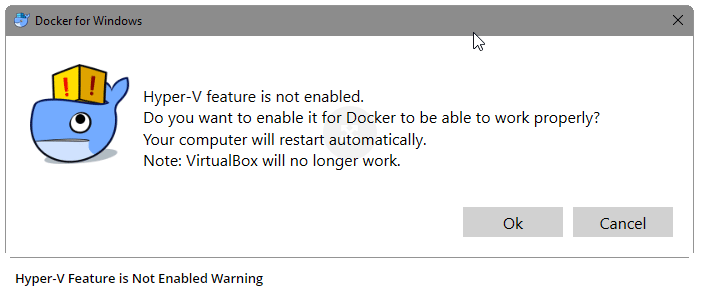 Docker for Windows
Hyper-V feature is not enabled.
Do you want to enable it for Docker to be able to work properly?
Your computer will restart automatically.
Note: VirtualBox will no longer work.
Ok
Cancel
Hyper-V Feature is Not Enabled Warning